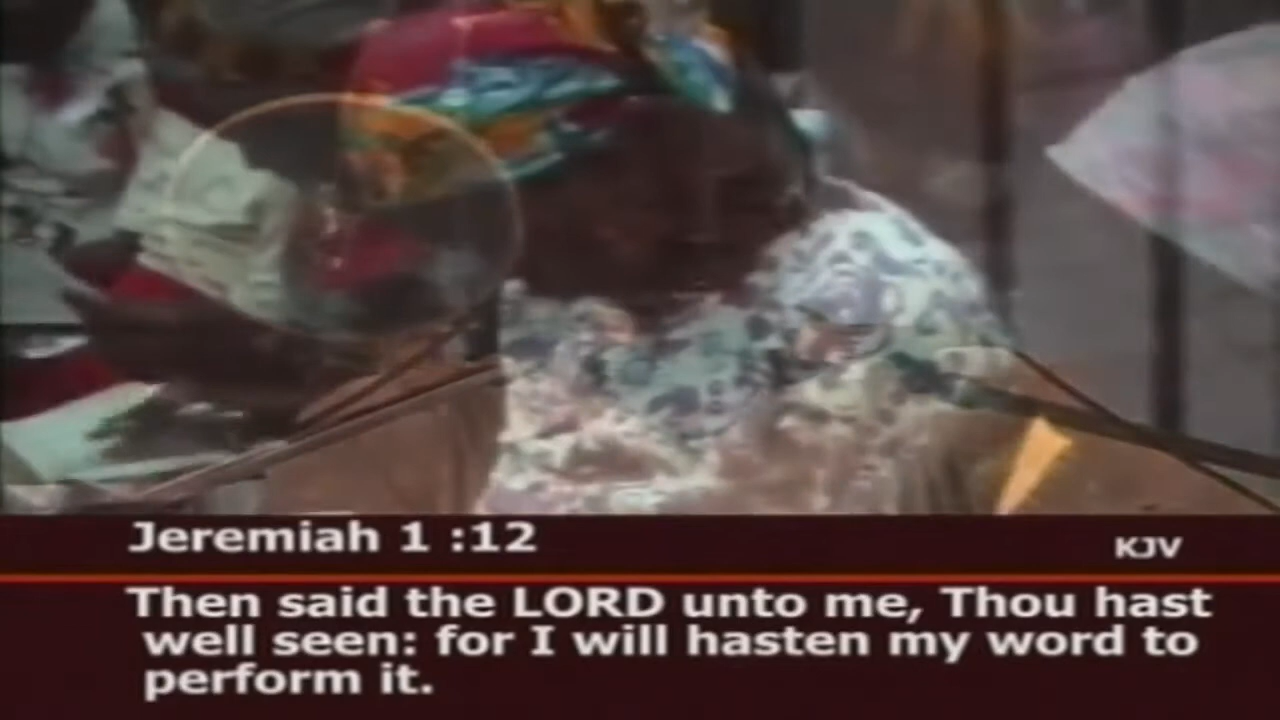 Jeremiah 1 :12
KJV
Then said the LORD unto me, Thou hast
well seen: for I will hasten my word to
perform it.